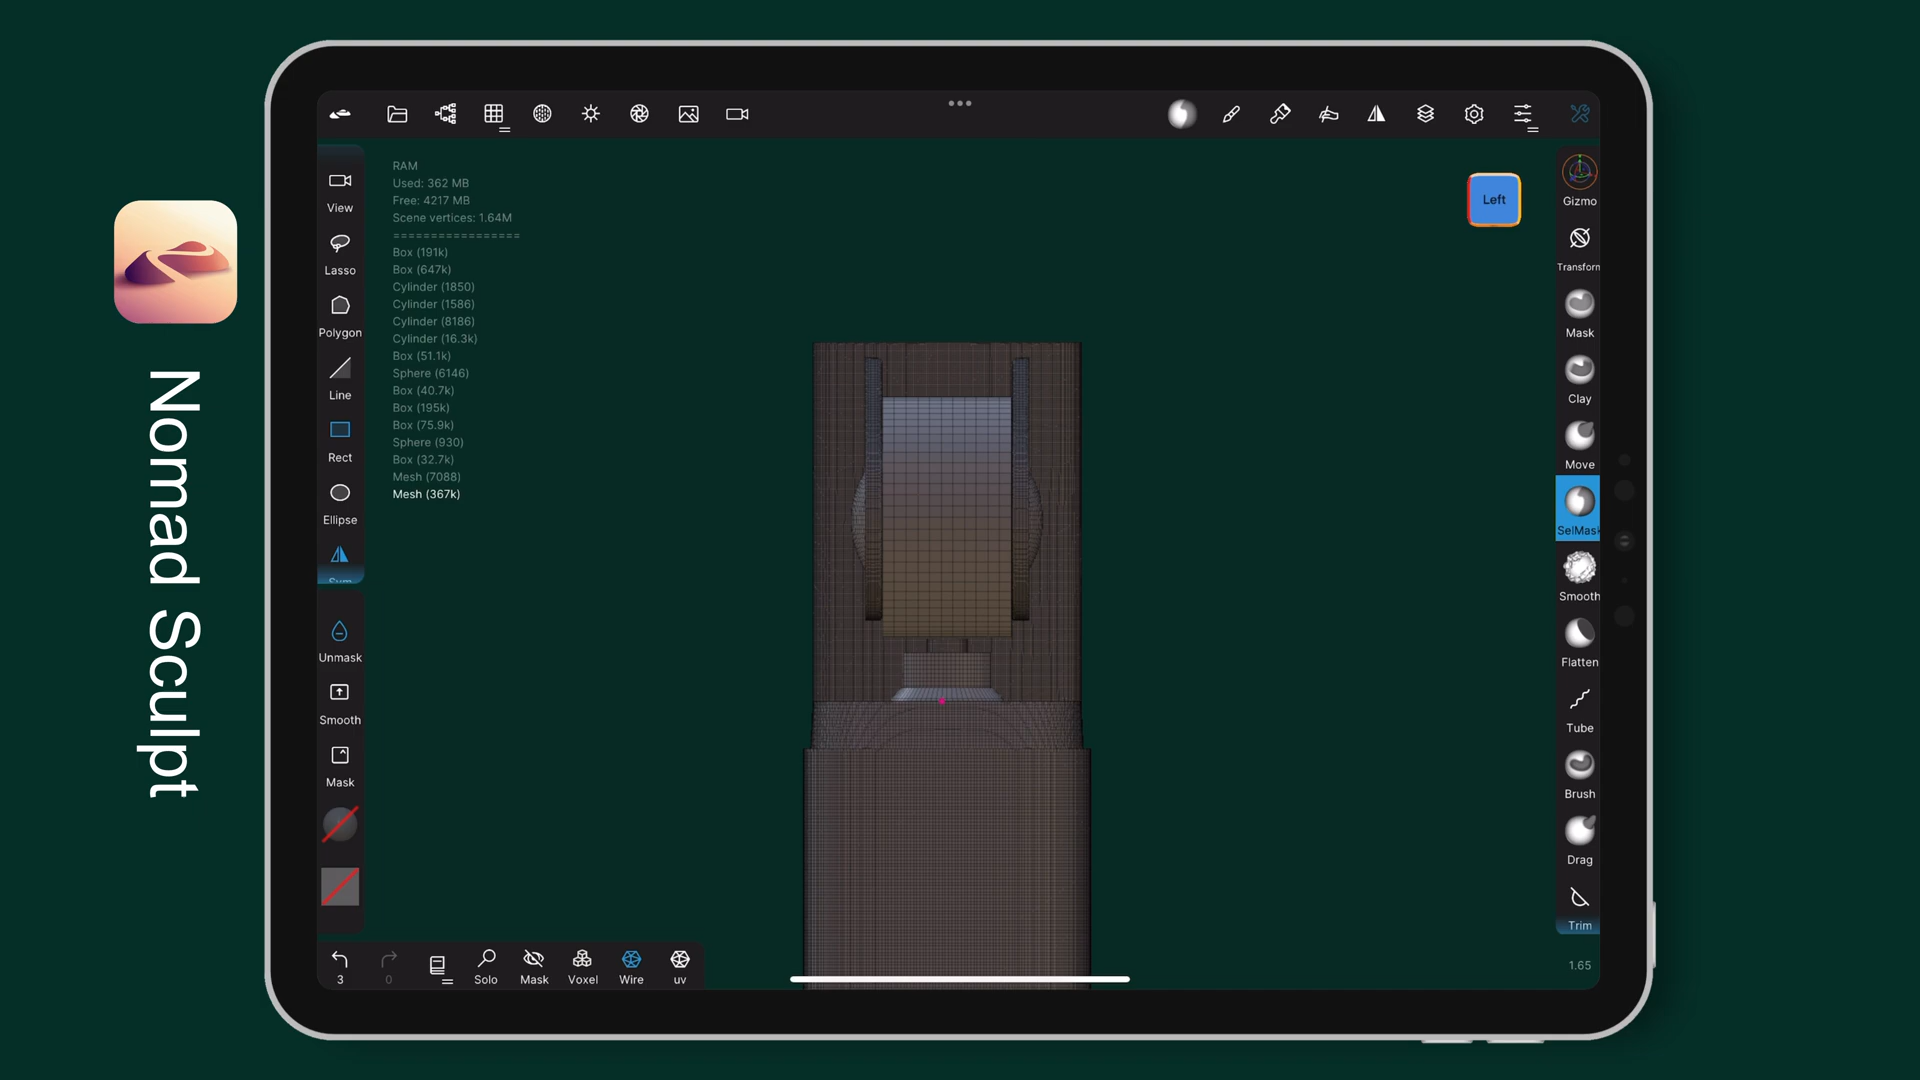 Nomad Sculpt
RAM
Used: 362 MB
Free: 4217 MB
Scene vertices: 1.64M
=================
Box (191k)
Box (647k)
Cylinder (1850)
Cylinder (1586)
Cylinder (8186)
Cylinder (16.3k)
Box (51.1k)
Sphere (6146)
Box (40.7k)
Box (195k)
Box (75.9k)
Sphere (930)
Box (32.7k)
Mesh (7088)
Mesh (367k)
View
Lasso
Polygon
Line
Rect
Ellipse
Unmask
Smooth
Mask
3
0
Solo
Mask
Voxel
Wire
uv
Left
Gizmo
Transform
Mask
Clay
Move
SelMask
Smooth
Flatten
Tube
Brush
Drag
Trim
1.65